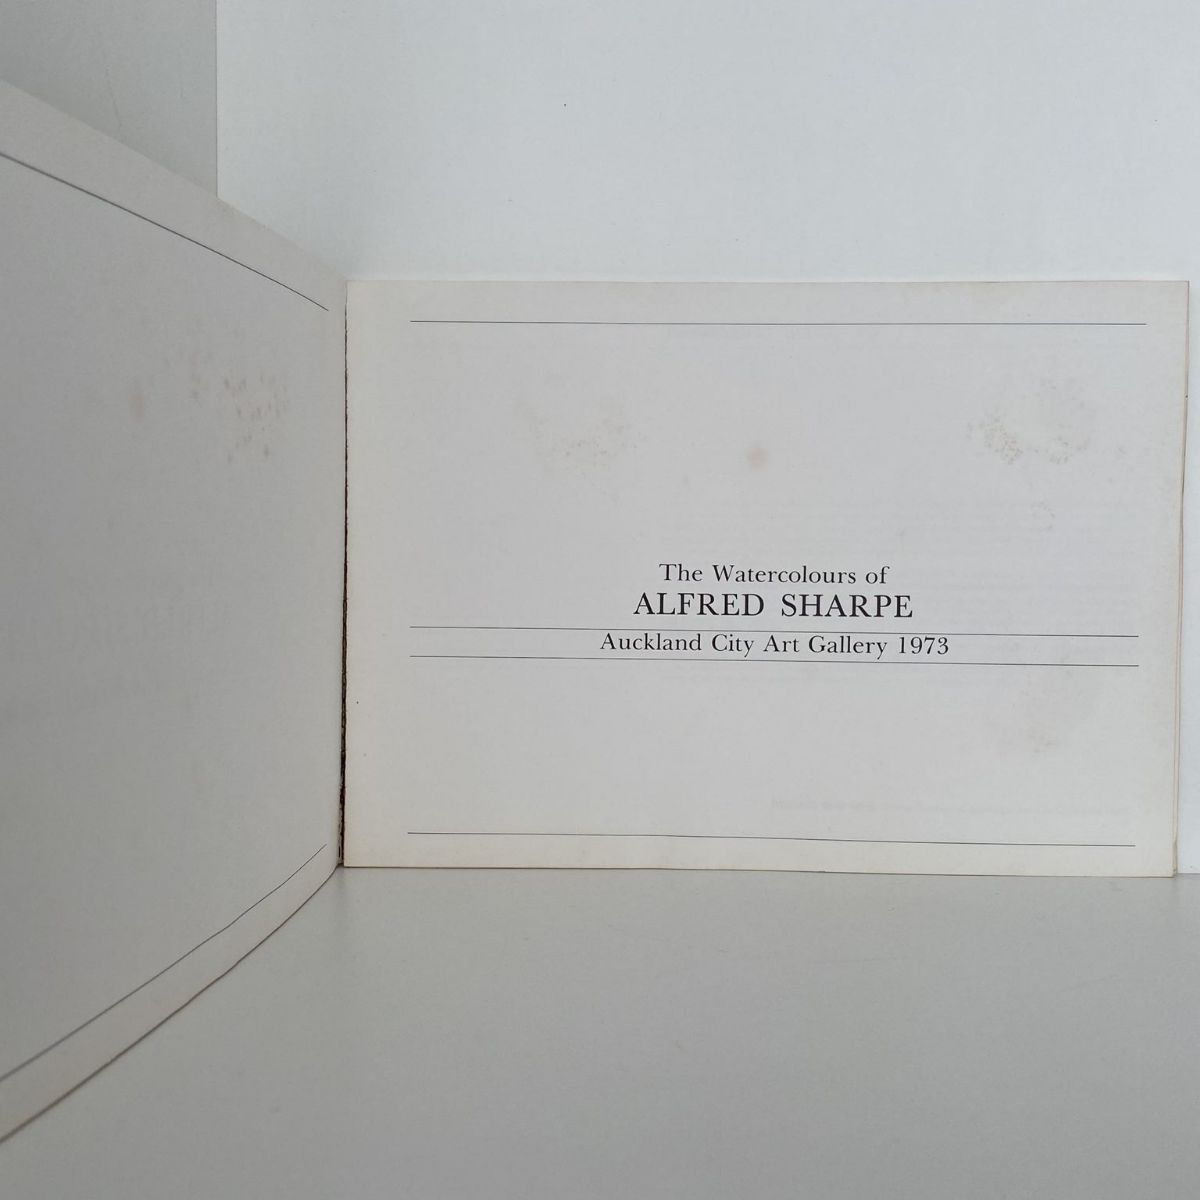 The Watercolours of
ALFRED SHARPE
Auckland City Art Gallery 1973